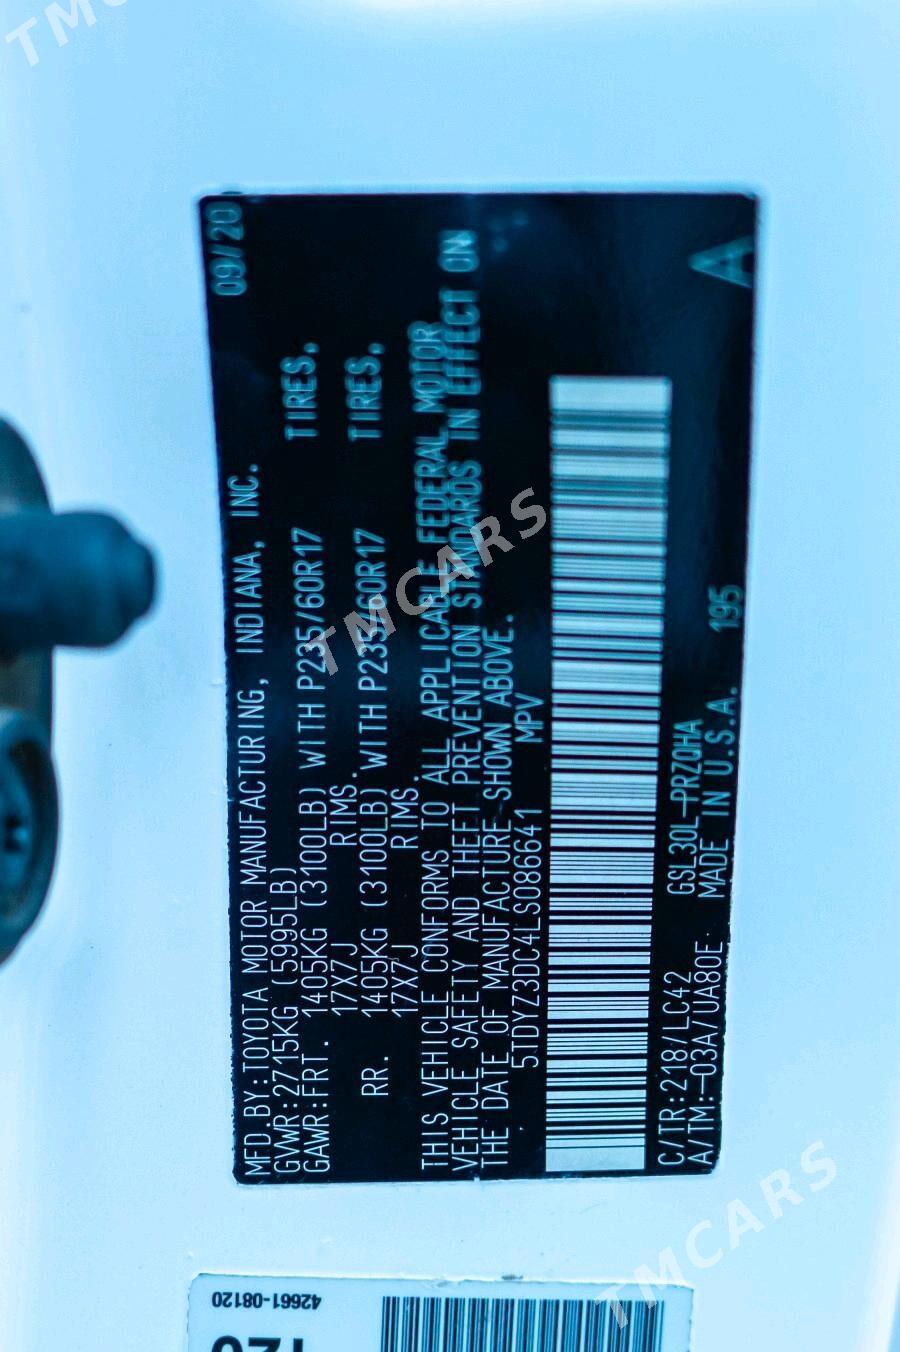 MFD.BY:TOYOTA MOTOR MANUFACTURING, INDIANA, INC. 09/20
GVWR:2715KG (5995LB)
GAWR:FRT. 1405KG (3100LB) WITH P235/60R17 TIRES,
17X7J RIMS.
RR. 1405KG (3100LB) WITH P235/60R17 TIRES,
17X7J RIMS.
THIS VEHICLE CONFORMS TO ALL APPLICABLE FEDERAL MOTOR
VEHICLE SAFETY AND THEFT PREVENTION STANDARDS IN EFFECT ON
THE DATE OF MANUFACTURE SHOWN ABOVE.
5TDYZ3DC4LS086641 MPV
C/TR:218/LC42 GSL30L-PRZQHA
A/TM:-03A/UA80E MADE IN U.S.A. 195 A
42661-08120
TMCARS
TMCARS